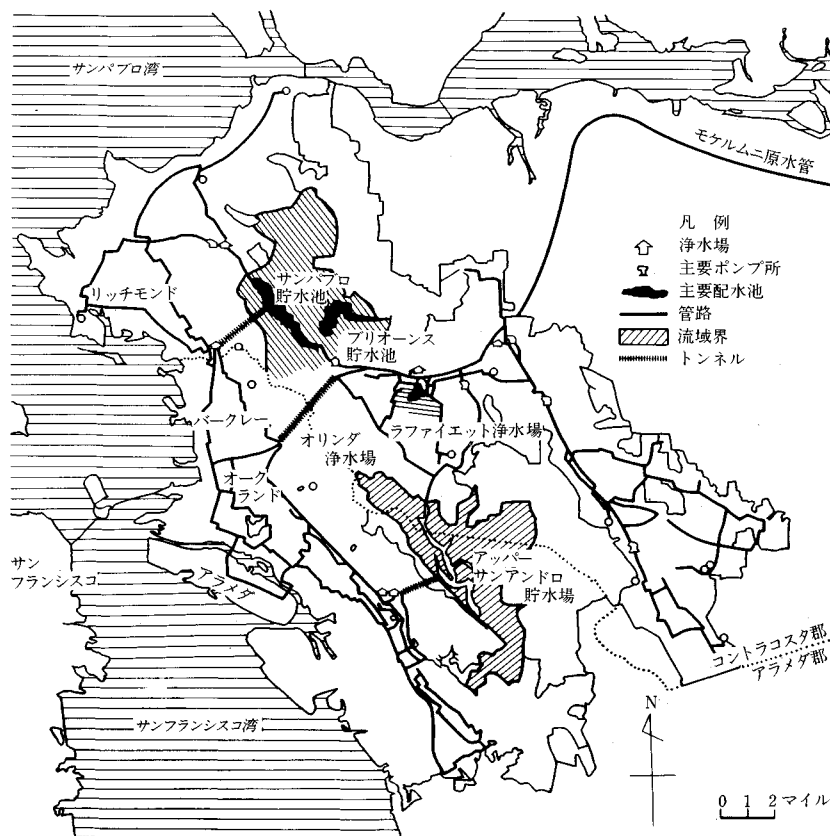 サンパブロ湾
モケルムニ原水管
凡 例
浄水場
主要ポンプ所
主要配水池
管路
流域界
トンネル
リッチモンド
サンパブロ
貯水池
ブリオーンス
貯水池
バークレー
オリンダ
浄水場
ラファイエット浄水場
オーク
ランド
サン
フランシスコ
アラメダ
アッパー
サンアンドロ
貯水場
コントラコスタ郡
アラメダ郡
サンフランシスコ湾
N
0 1 2マイル